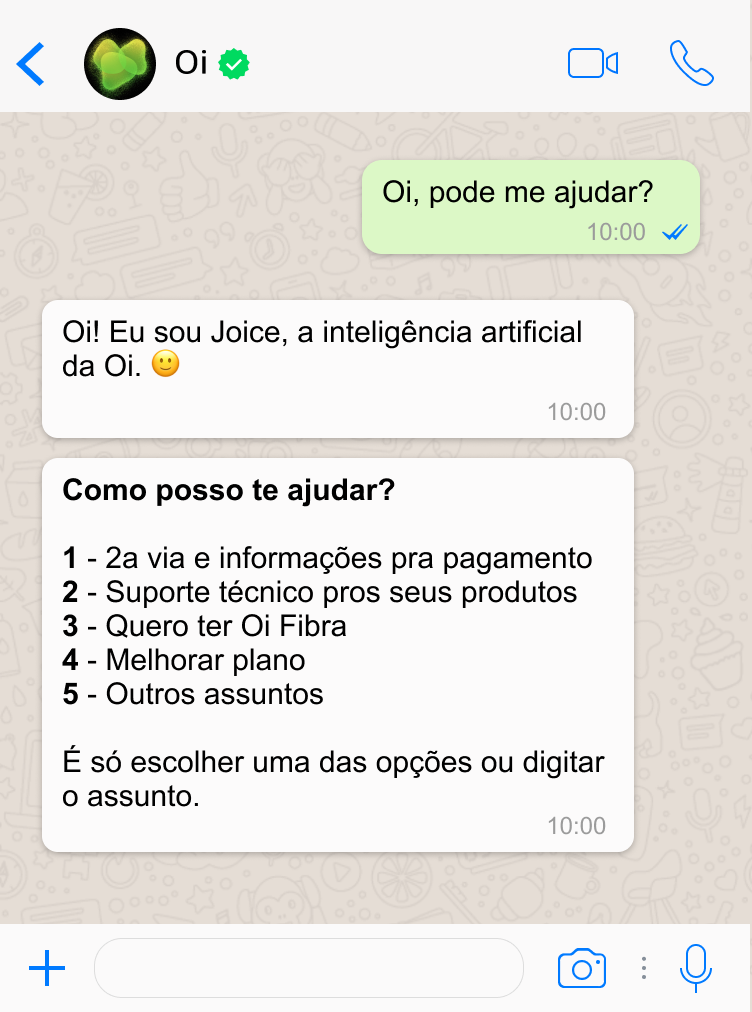 Oi
Oi, pode me ajudar?
10:00
Oi! Eu sou Joice, a inteligência artificial
da Oi. 🙂
10:00
Como posso te ajudar?
1 - 2a via e informações pra pagamento
2 - Suporte técnico pros seus produtos
3 - Quero ter Oi Fibra
4 - Melhorar plano
5 - Outros assuntos
É só escolher uma das opções ou digitar
o assunto.
10:00